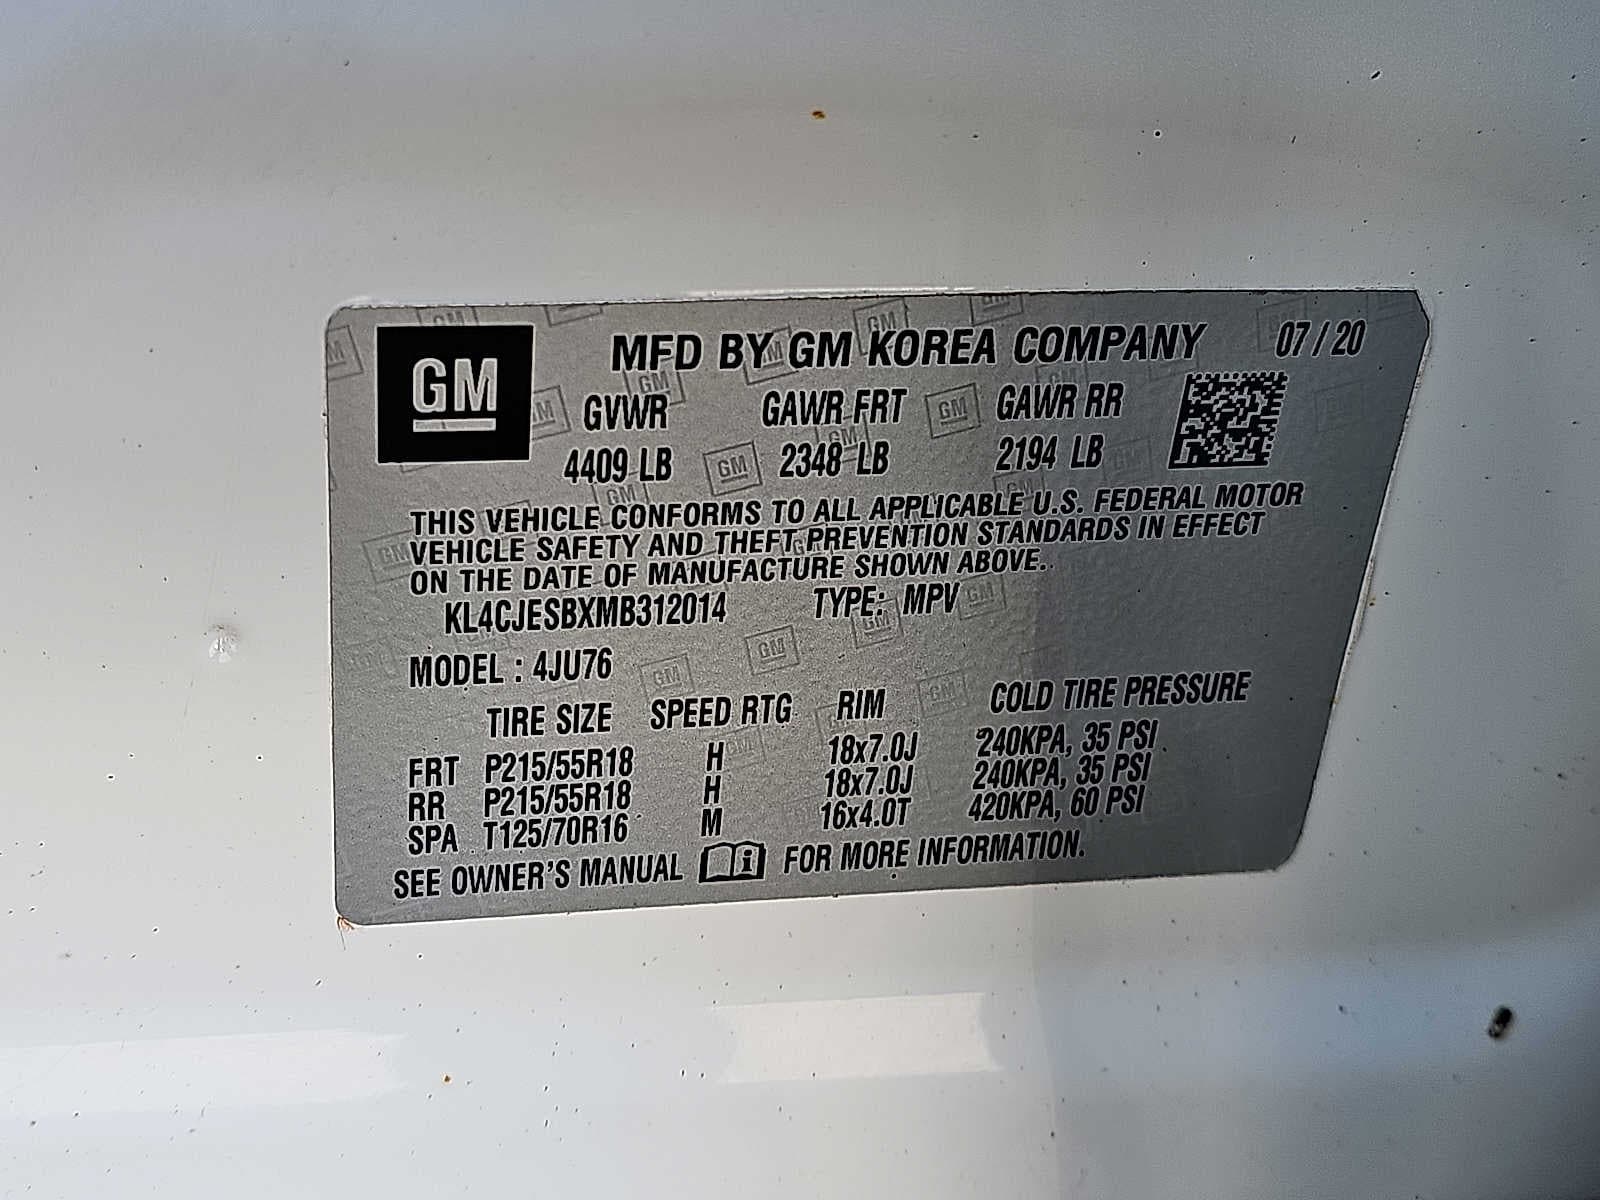 GM
MFD BY GM KOREA COMPANY 07 / 20
GVWR GAWR FRT GAWR RR
4409 LB 2348 LB 2194 LB
THIS VEHICLE CONFORMS TO ALL APPLICABLE U.S. FEDERAL MOTOR
VEHICLE SAFETY AND THEFT PREVENTION STANDARDS IN EFFECT
ON THE DATE OF MANUFACTURE SHOWN ABOVE.
KL4CJESBXMB312014 TYPE: MPV
MODEL : 4JU76
TIRE SIZE SPEED RTG RIM COLD TIRE PRESSURE
FRT P215/55R18 H 18x7.0J 240KPA, 35 PSI
RR P215/55R18 H 18x7.0J 240KPA, 35 PSI
SPA T125/70R16 M 16x4.0T 420KPA, 60 PSI
SEE OWNER'S MANUAL FOR MORE INFORMATION.